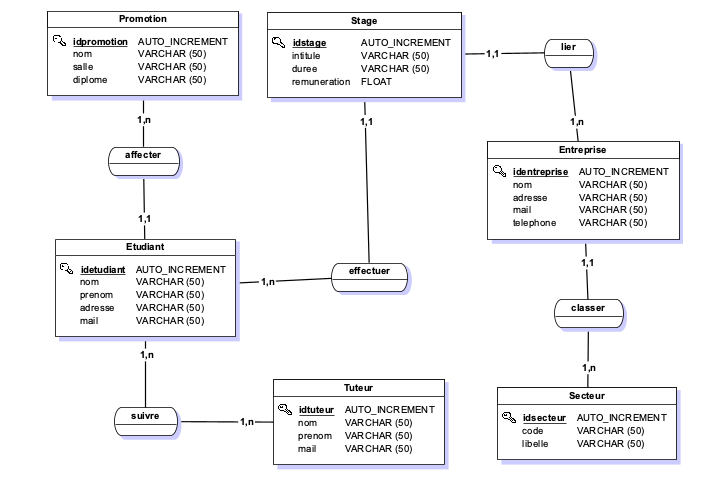 Promotion
idpromotion AUTO_INCREMENT
nom VARCHAR (50)
salle VARCHAR (50)
diplome VARCHAR (50)
Stage
idstage AUTO_INCREMENT
intitule VARCHAR (50)
duree VARCHAR (50)
remuneration FLOAT
1,1
lier
1,n
1,1
1,n
affecter
Entreprise
identreprise AUTO_INCREMENT
nom VARCHAR (50)
adresse VARCHAR (50)
mail VARCHAR (50)
telephone VARCHAR (50)
1,1
Etudiant
idetudiant AUTO_INCREMENT
nom VARCHAR (50)
prenom VARCHAR (50)
adresse VARCHAR (50)
mail VARCHAR (50)
1,n
effectuer
1,1
classer
1,n
1,n
Tuteur
idtuteur AUTO_INCREMENT
nom VARCHAR (50)
prenom VARCHAR (50)
mail VARCHAR (50)
suivre
1,n
Secteur
idsecteur AUTO_INCREMENT
code VARCHAR (50)
libelle VARCHAR (50)